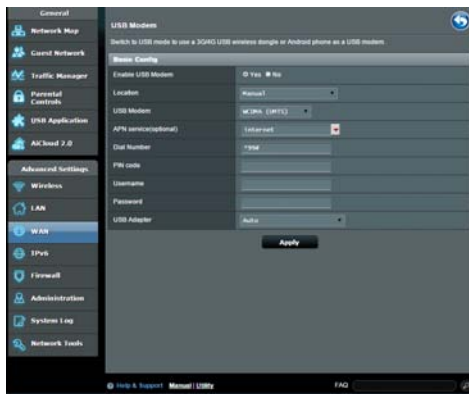 General
Network Map
Guest Network
Traffic Manager
Parental
Controls
USB Application
AiCloud 2.0
Advanced Settings
Wireless
LAN
WAN
IPv6
Firewall
Administration
System Log
Network Tools
USB Modem
Switch to USB mode to use a 3G/4G USB wireless dongle or Android phone as a USB modem.
Basic Config
Enable USB Modem Yes No
Location Manual
USB Modem WCDMA (UMTS)
APN service(optional) internet
Dial Number *99#
PIN code
Username
Password
USB Adapter Auto
Apply
Help & Support Manual | Utility FAQ